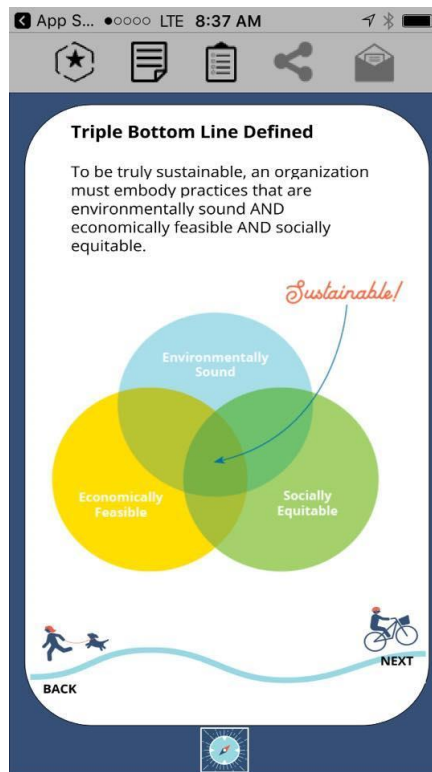 App S... LTE 8:37 AM
Triple Bottom Line Defined
To be truly sustainable, an organization
must embody practices that are
environmentally sound AND
economically feasible AND socially
equitable.
Sustainable!
Environmentally
Sound
Economically
Feasible
Socially
Equitable
NEXT
BACK